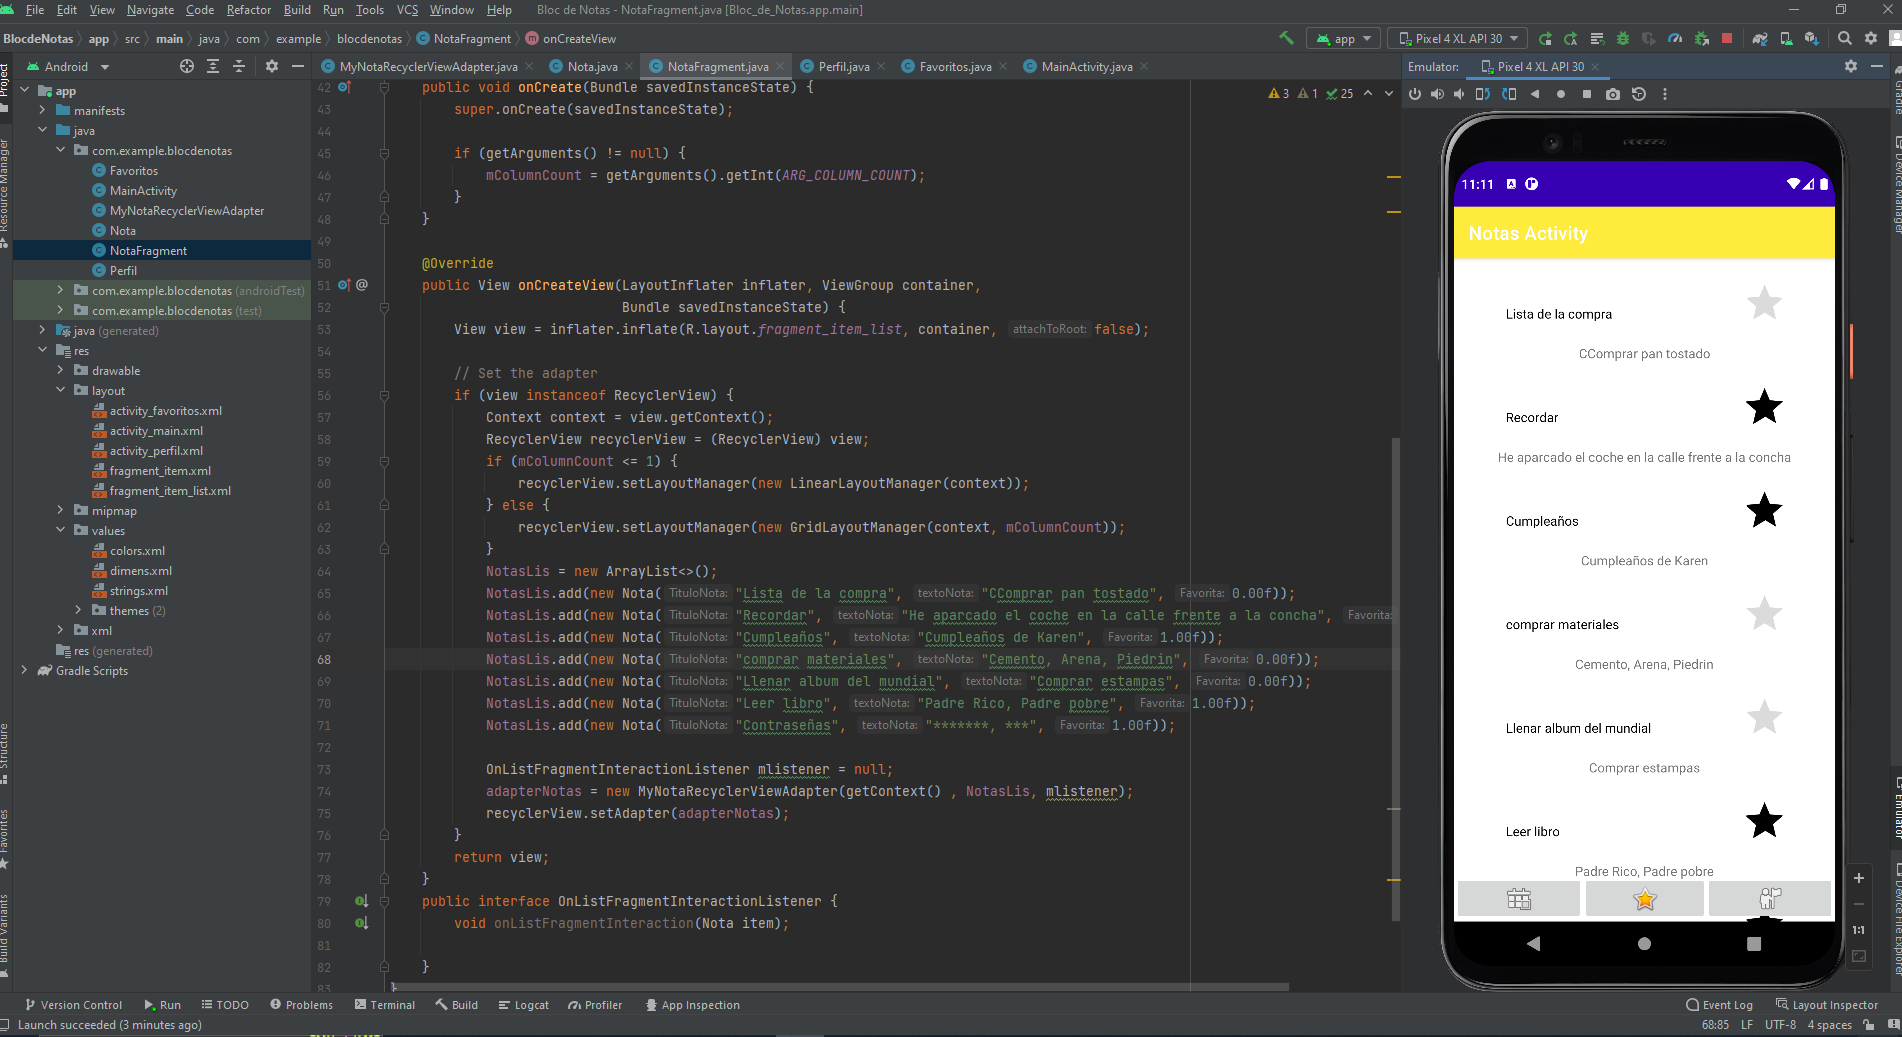 File Edit View Navigate Code Refactor Build Run Tools VCS Window Help Bloc de Notas - NotaFragment.java [Bloc_de_Notas.app.main]
BlocdeNotas app src main java com example blocdenotas NotaFragment onCreateView app Pixel 4 XL API 30
Android MyNotaRecyclerViewAdapter.java Nota.java NotaFragment.java Perfil.java Favoritos.java MainActivity.java Emulator: Pixel 4 XL API 30
Project
Resource Manager
Structure
Favorites
Build Variants
app
manifests
java
com.example.blocdenotas
Favoritos
MainActivity
MyNotaRecyclerViewAdapter
Nota
NotaFragment
Perfil
com.example.blocdenotas (androidTest)
com.example.blocdenotas (test)
java (generated)
res
drawable
layout
activity_favoritos.xml
activity_main.xml
activity_perfil.xml
fragment_item.xml
fragment_item_list.xml
mipmap
values
colors.xml
dimens.xml
strings.xml
themes (2)
xml
res (generated)
Gradle Scripts
3 1 25
42 public void onCreate(Bundle savedInstanceState) {
43 super.onCreate(savedInstanceState);
44
45 if (getArguments() != null) {
46 mColumnCount = getArguments().getInt(ARG_COLUMN_COUNT);
47 }
48 }
49
50 @Override
51 @ public View onCreateView(LayoutInflater inflater, ViewGroup container,
52 Bundle savedInstanceState) {
53 View view = inflater.inflate(R.layout.fragment_item_list, container, attachToRoot: false);
54
55 // Set the adapter
56 if (view instanceof RecyclerView) {
57 Context context = view.getContext();
58 RecyclerView recyclerView = (RecyclerView) view;
59 if (mColumnCount <= 1) {
60 recyclerView.setLayoutManager(new LinearLayoutManager(context));
61 } else {
62 recyclerView.setLayoutManager(new GridLayoutManager(context, mColumnCount));
63 }
64 NotasLis = new ArrayList<>();
65 NotasLis.add(new Nota( TituloNota: "Lista de la compra", textoNota: "CComprar pan tostado", Favorita: 0.00f));
66 NotasLis.add(new Nota( TituloNota: "Recordar", textoNota: "He aparcado el coche en la calle frente a la concha", Favorita:
67 NotasLis.add(new Nota( TituloNota: "Cumpleaños", textoNota: "Cumpleaños de Karen", Favorita: 1.00f));
68 NotasLis.add(new Nota( TituloNota: "comprar materiales", textoNota: "Cemento, Arena, Piedrin", Favorita: 0.00f));
69 NotasLis.add(new Nota( TituloNota: "Llenar album del mundial", textoNota: "Comprar estampas", Favorita: 0.00f));
70 NotasLis.add(new Nota( TituloNota: "Leer libro", textoNota: "Padre Rico, Padre pobre", Favorita: 1.00f));
71 NotasLis.add(new Nota( TituloNota: "Contraseñas", textoNota: "*******, ***", Favorita: 1.00f));
72
73 OnListFragmentInteractionListener mlistener = null;
74 adapterNotas = new MyNotaRecyclerViewAdapter(getContext() , NotasLis, mlistener);
75 recyclerView.setAdapter(adapterNotas);
76 }
77 return view;
78 }
79 public interface OnListFragmentInteractionListener {
80 void onListFragmentInteraction(Nota item);
81
82 }
83 }
11:11
Notas Activity
Lista de la compra
CComprar pan tostado
Recordar
He aparcado el coche en la calle frente a la concha
Cumpleaños
Cumpleaños de Karen
comprar materiales
Cemento, Arena, Piedrin
Llenar album del mundial
Comprar estampas
Leer libro
Padre Rico, Padre pobre
1:1
Gradle
Device Manager
Emulator
Device File Explorer
Version Control Run TODO Problems Terminal Build Logcat Profiler App Inspection Event Log Layout Inspector
Launch succeeded (3 minutes ago) 68:85 LF UTF-8 4 spaces